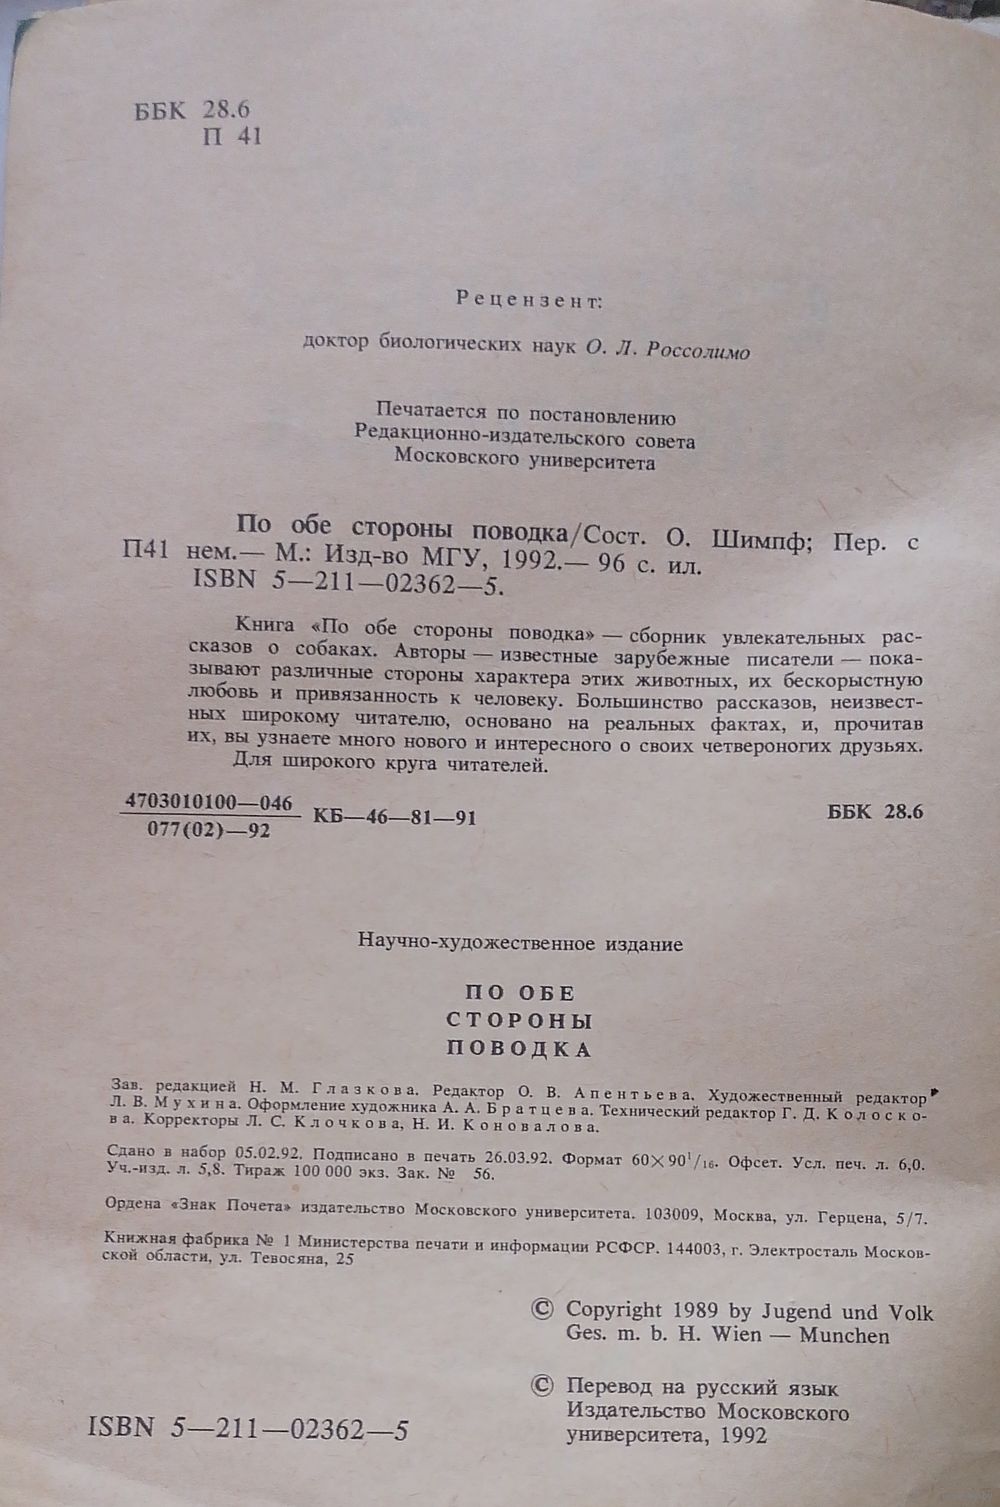 ББК 28.6
П 41
Рецензент:
доктор биологических наук О. Л. Россолимо
Печатается по постановлению
Редакционно-издательского совета
Московского университета
По обе стороны поводка/Сост. О. Шимпф; Пер. с
П41 нем.— М.: Изд-во МГУ, 1992.— 96 с. ил.
ISBN 5—211—02362—5.
Книга «По обе стороны поводка» — сборник увлекательных рас-
сказов о собаках. Авторы — известные зарубежные писатели — пока-
зывают различные стороны характера этих животных, их бескорыстную
любовь и привязанность к человеку. Большинство рассказов, неизвест-
ных широкому читателю, основано на реальных фактах, и, прочитав
их, вы узнаете много нового и интересного о своих четвероногих друзьях.
Для широкого круга читателей.
4703010100—046
077(02)—92
КБ—46—81—91
ББК 28.6
Научно-художественное издание
ПО ОБЕ
СТОРОНЫ
ПОВОДКА
Зав. редакцией Н. М. Глазкова. Редактор О. В. Апентьева. Художественный редактор
Л. В. Мухина. Оформление художника А. А. Братцева. Технический редактор Г. Д. Колоско-
ва. Корректоры Л. С. Клочкова, Н. И. Коновалова.
Сдано в набор 05.02.92. Подписано в печать 26.03.92. Формат 60×90¹/₁₆. Офсет. Усл. печ. л. 6,0.
Уч.-изд. л. 5,8. Тираж 100 000 экз. Зак. № 56.
Ордена «Знак Почета» издательство Московского университета. 103009, Москва, ул. Герцена, 5/7.
Книжная фабрика № 1 Министерства печати и информации РСФСР. 144003, г. Электросталь Москов-
ской области, ул. Тевосяна, 25
© Copyright 1989 by Jugend und Volk
Ges. m. b. H. Wien — Munchen
© Перевод на русский язык
Издательство Московского
университета, 1992
ISBN 5—211—02362—5